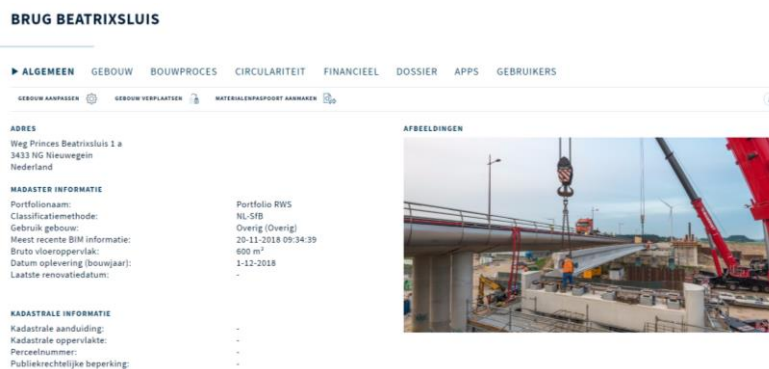 BRUG BEATRIXSLUIS
ALGEMEEN GEBOUW BOUWPROCES CIRCULARITEIT FINANCIEEL DOSSIER APPS GEBRUIKERS
GEBOUW AANPASSEN GEBOUW VERPLAATSEN MATERIALENPASPOORT AANMAKEN
ADRES
Weg Princes Beatrixsluis 1 a
3433 NG Nieuwegein
Nederland
AFBEELDINGEN
MADASTER INFORMATIE
Portfolionaam: Portfolio RWS
Classificatiemethode: NL-SfB
Gebruik gebouw: Overig (Overig)
Meest recente BIM informatie: 20-11-2018 09:34:39
Bruto vloeroppervlak: 600 m²
Datum oplevering (bouwjaar): 1-12-2018
Laatste renovatiedatum: -
KADASTRALE INFORMATIE
Kadastrale aanduiding: -
Kadastrale oppervlakte: -
Perceelnummer: -
Publiekrechtelijke beperking: -